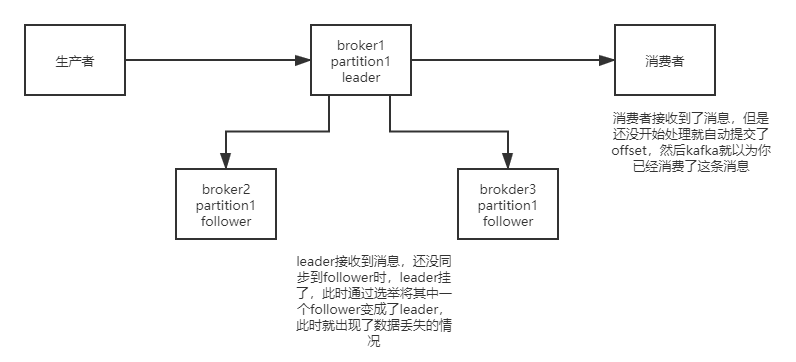 生产者
broker1
partition1
leader
消费者
消费者接收到了消息，但是
还没开始处理就自动提交了
offset，然后kafka就以为你
已经消费了这条消息
broker2
partition1
follower
brokder3
partition1
follower
leader接收到消息，还没同
步到follower时，leader挂
了，此时通过选举将其中一
个follower变成了leader，
此时就出现了数据丢失的情
况